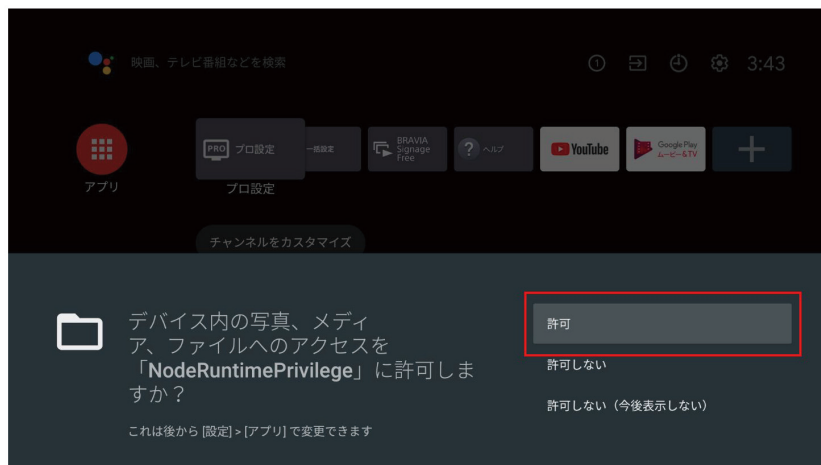 映画、テレビ番組などを検索
1
3:43
アプリ
PRO プロ設定
一括設定
BRAVIA
Signage
Free
? ヘルプ
YouTube
Google Play
ムービー&TV
プロ設定
チャンネルをカスタマイズ
デバイス内の写真、メディ
ア、ファイルへのアクセスを
「NodeRuntimePrivilege」に許可しま
すか?
これは後から [設定] > [アプリ] で変更できます
許可
許可しない
許可しない(今後表示しない)